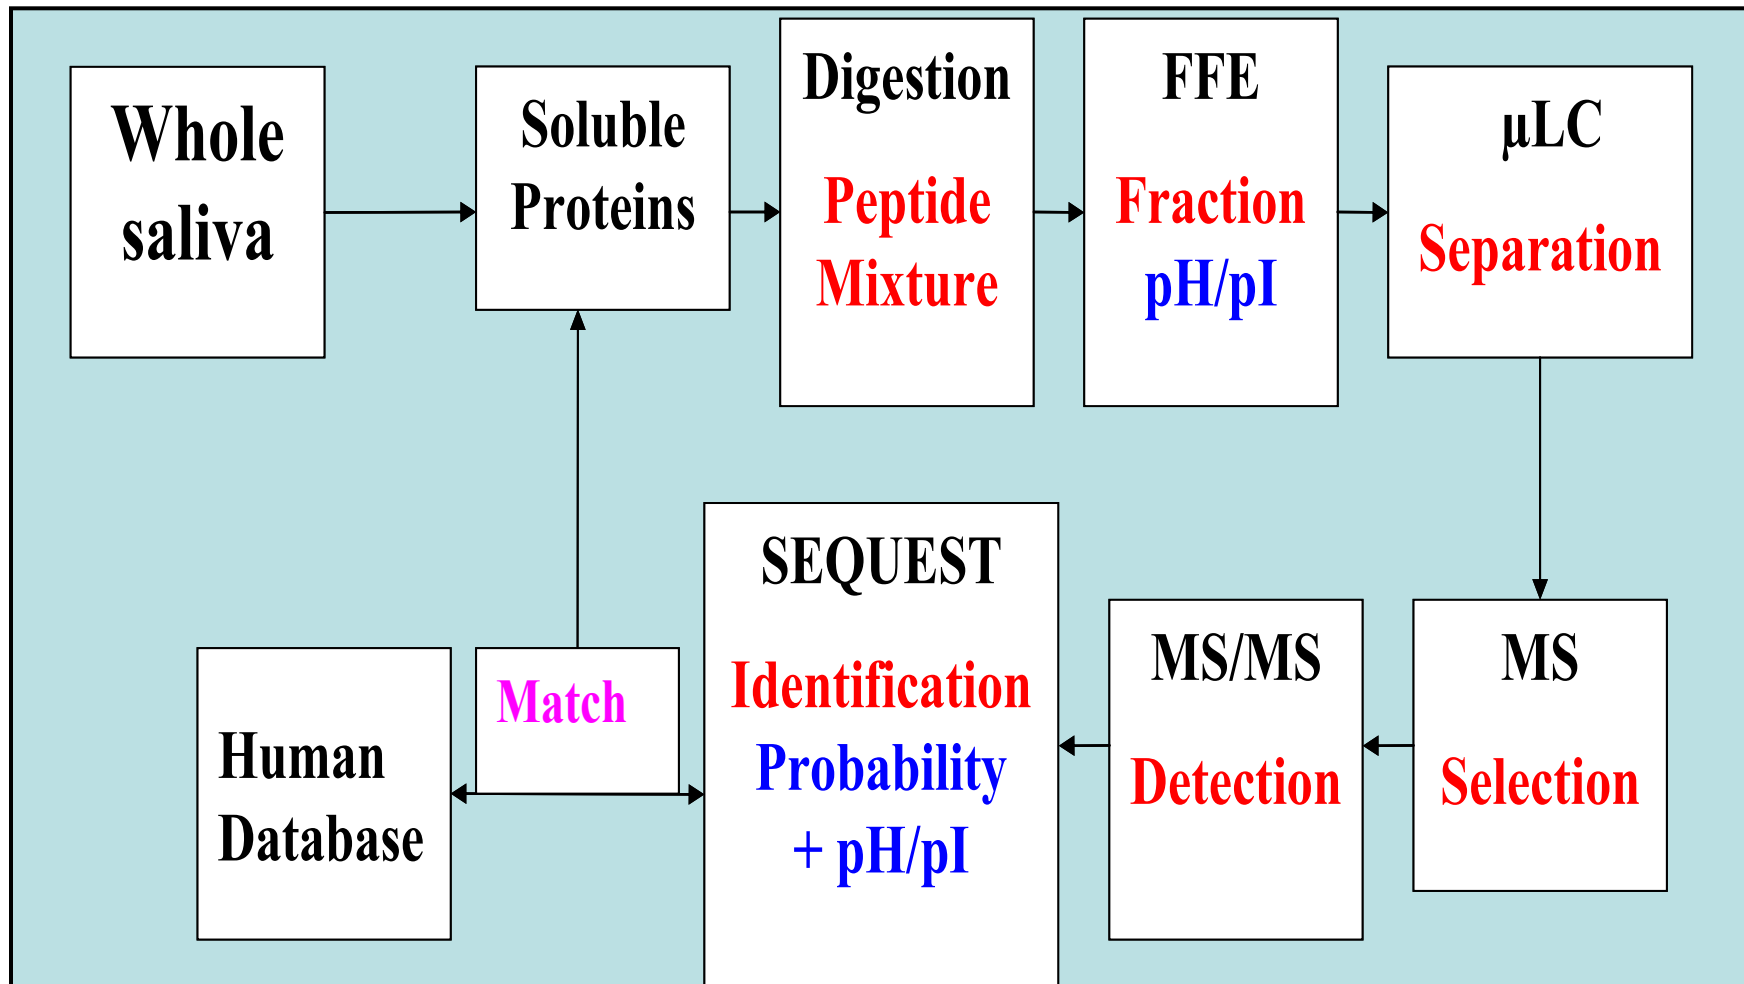 Whole
saliva
Soluble
Proteins
Digestion
Peptide
Mixture
FFE
Fraction
pH/pI
µLC
Separation
Human
Database
Match
SEQUEST
Identification
Probability
+ pH/pI
MS/MS
Detection
MS
Selection